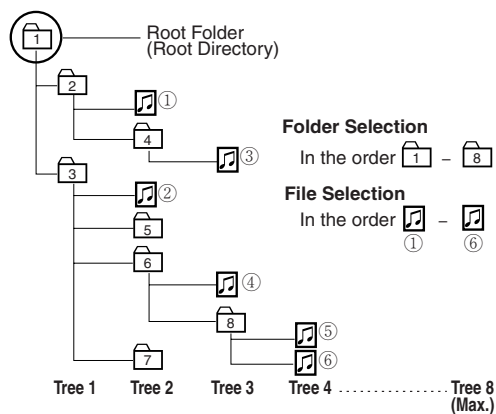 1
Root Folder
(Root Directory)
2
①
4
③
3
②
5
6
④
8
⑤
⑥
7
Folder Selection
In the order 1 – 8
File Selection
In the order –
① ⑥
Tree 1 Tree 2 Tree 3 Tree 4 .................. Tree 8
(Max.)